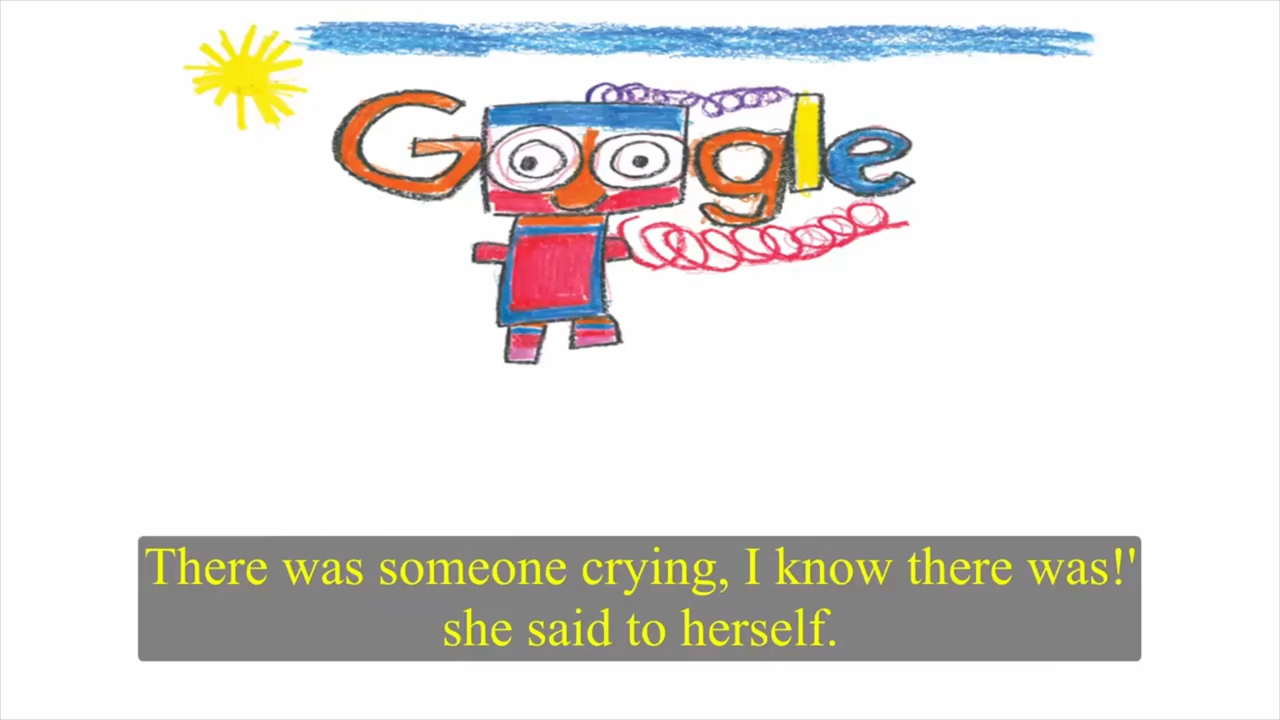 Google
There was someone crying, I know there was!'
she said to herself.